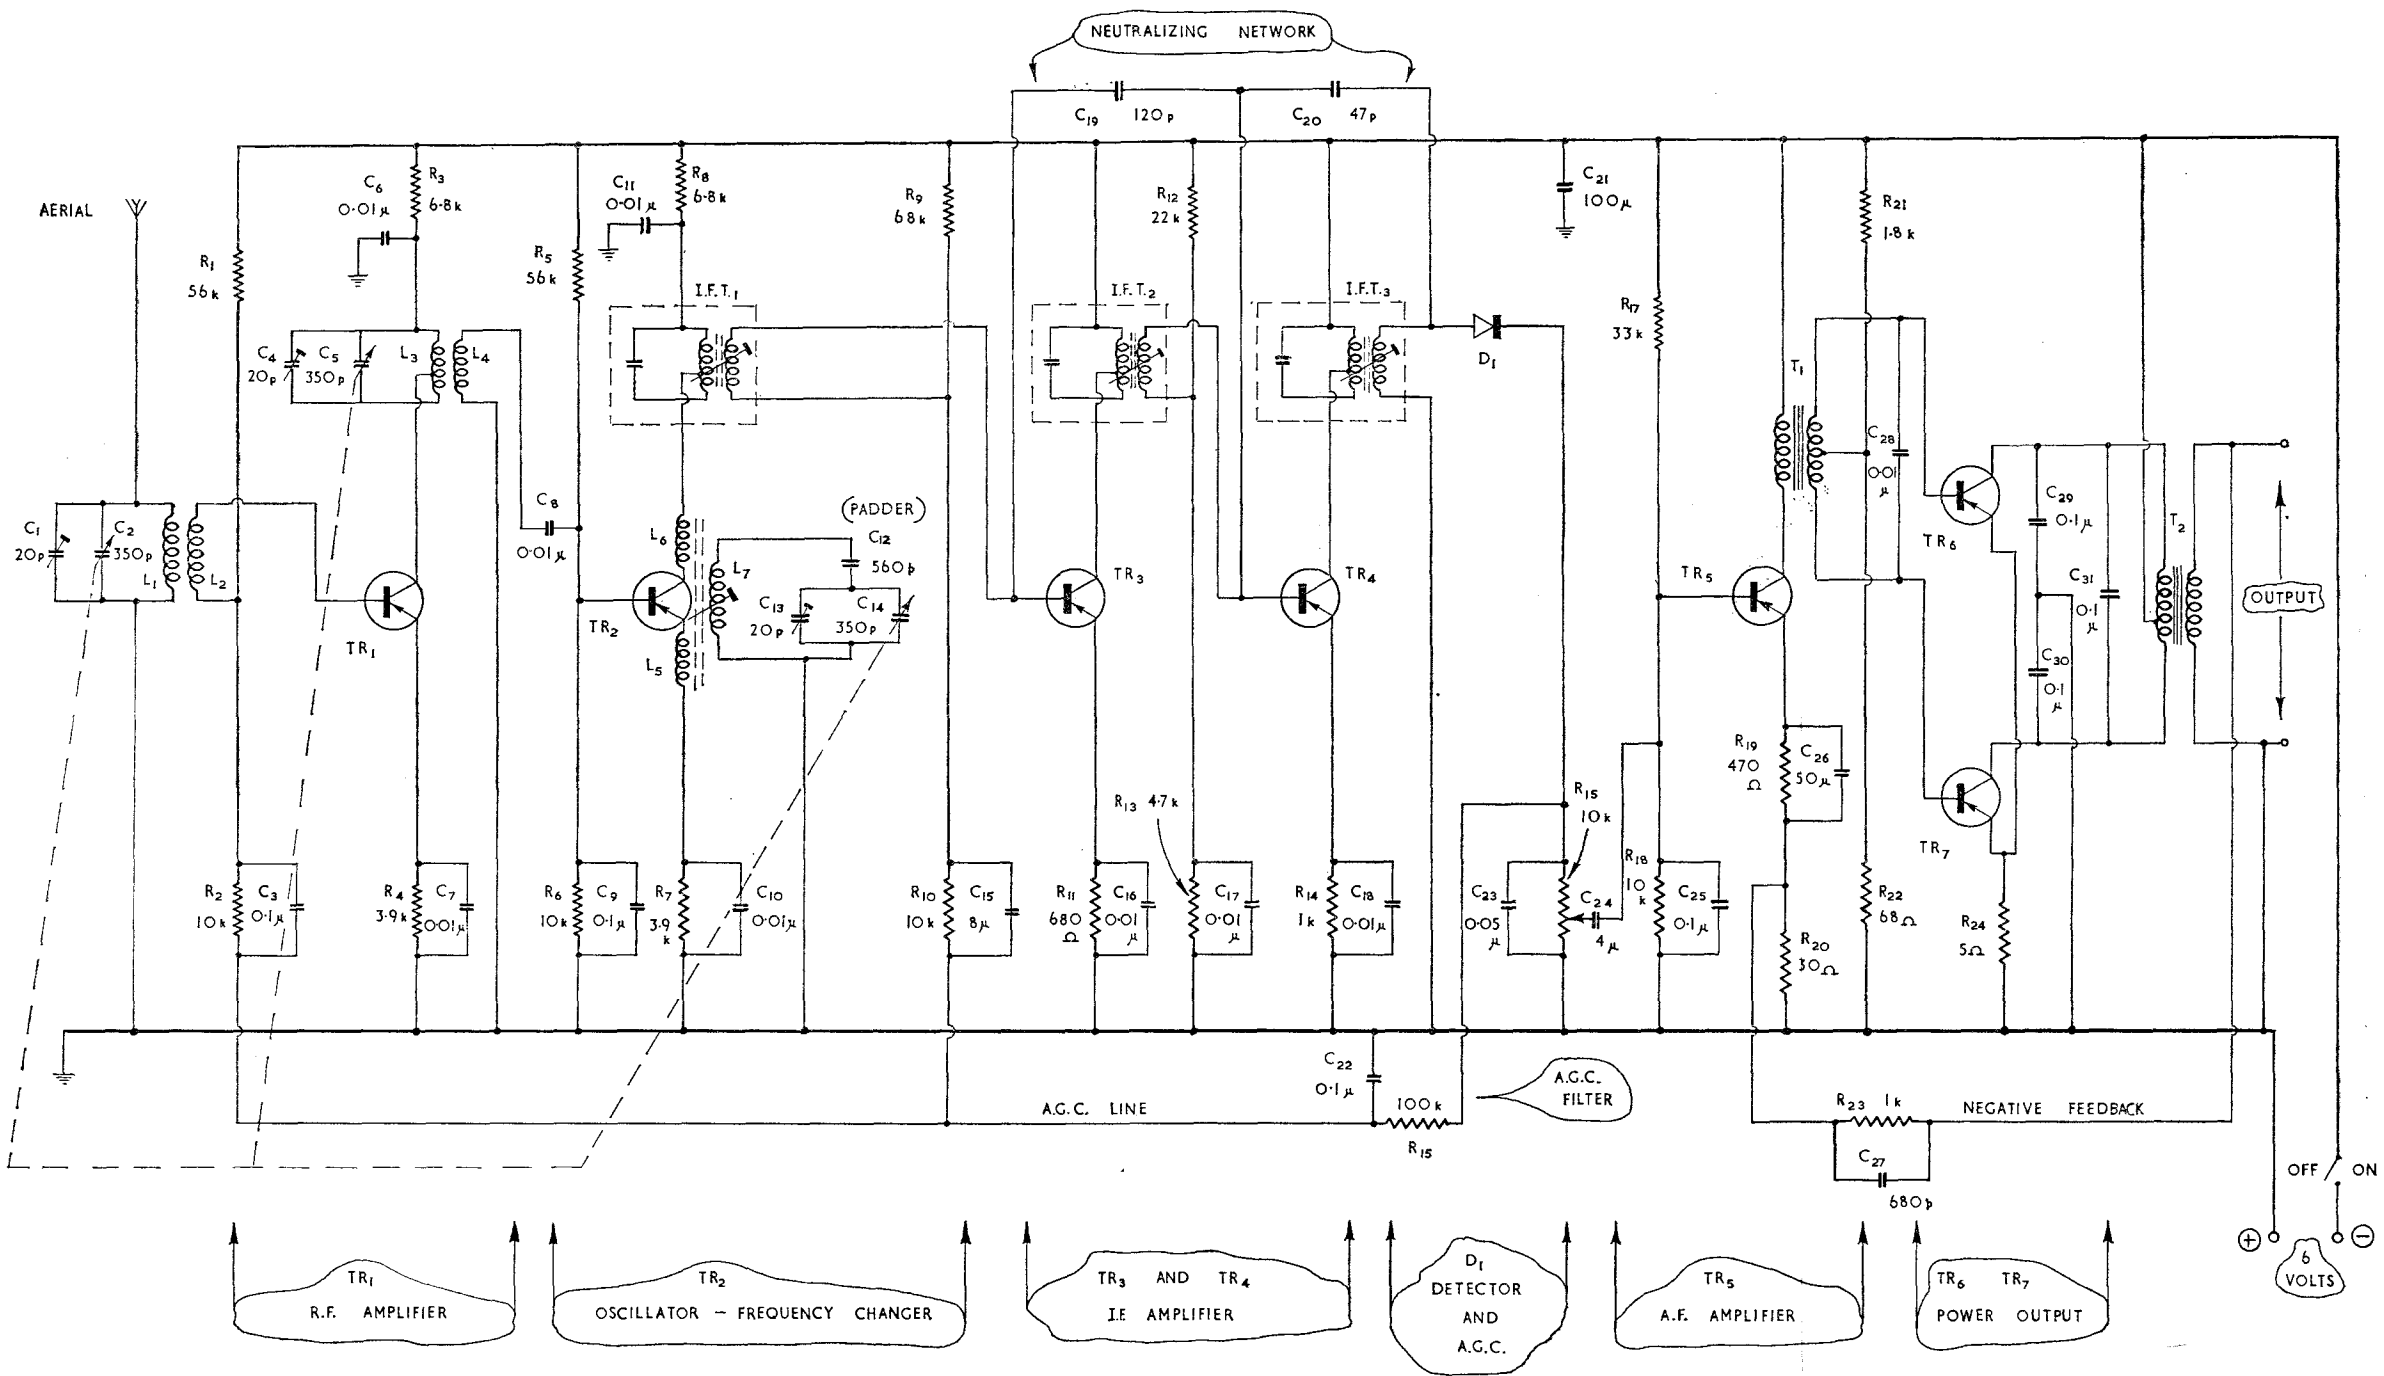 NEUTRALIZING NETWORK
C19 120p
C20 47p
AERIAL
C6
0·01μ
R3
6·8k
C11
0·01μ
R8
6·8k
R9
68k
R12
22k
C21
100μ
R21
1·8k
R1
56k
R5
56k
I.F.T.1
I.F.T.2
I.F.T.3
R17
33k
C4
20p
C5
350p
L3
L4
D1
T1
C28
0·01
μ
C1
20p
C2
350p
L1
L2
TR1
C8
0·01μ
L6
TR2
L5
L7
(PADDER)
C12
560p
C13
20p
C14
350p
TR3
TR4
TR5
TR6
C29
0·1μ
C31
0·1
μ
C30
0·1
μ
T2
OUTPUT
R19
470
Ω
C26
50μ
TR7
R13 4·7k
R15
10k
R2
10k
C3
0·1μ
R4
3·9k
C7
0·01μ
R6
10k
C9
0·1μ
R7
3·9
k
C10
0·01μ
R10
10k
C15
8μ
R11
680
Ω
C16
0·01
μ
C17
0·01
μ
R14
1k
C18
0·01μ
C23
0·05
μ
C24
4μ
R18
10
k
C25
0·1μ
R20
30Ω
R22
68Ω
R24
5Ω
C22
0·1μ
A.G.C.
FILTER
A.G.C. LINE
100k
R15
R23 1k
NEGATIVE FEEDBACK
C27
680p
OFF ON
+ −
6
VOLTS
TR1
R.F. AMPLIFIER
TR2
OSCILLATOR – FREQUENCY CHANGER
TR3 AND TR4
I.F. AMPLIFIER
D1
DETECTOR
AND
A.G.C.
TR5
A.F. AMPLIFIER
TR6 TR7
POWER OUTPUT